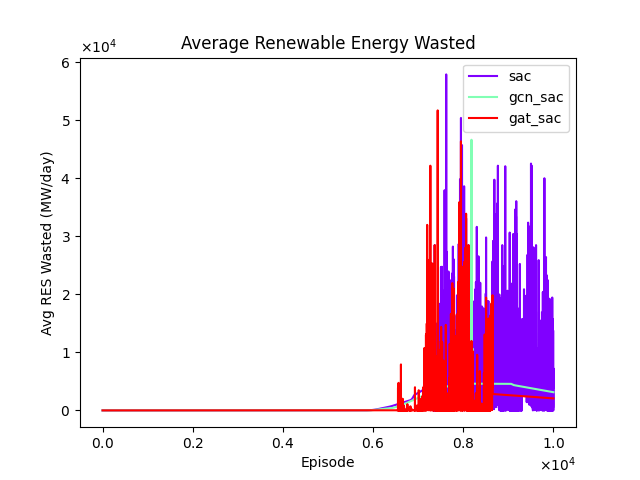 Average Renewable Energy Wasted
×10⁴
6
5
4
3
2
1
0
Avg RES Wasted (MW/day)
sac
gcn_sac
gat_sac
0.0 0.2 0.4 0.6 0.8 1.0
Episode
×10⁴